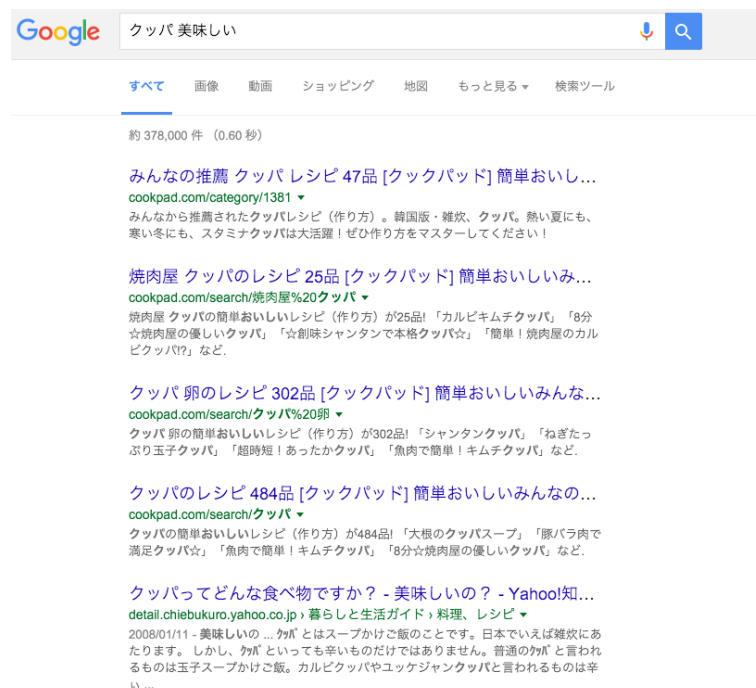 Google
クッパ 美味しい
すべて 画像 動画 ショッピング 地図 もっと見る 検索ツール
約 378,000 件 （0.60 秒）
みんなの推薦 クッパ レシピ 47品 [クックパッド] 簡単おいし...
cookpad.com/category/1381
みんなから推薦されたクッパレシピ（作り方）。韓国版・雑炊、クッパ。熱い夏にも、
寒い冬にも、スタミナクッパは大活躍！ぜひ作り方をマスターしてください！
焼肉屋 クッパのレシピ 25品 [クックパッド] 簡単おいしいみ...
cookpad.com/search/焼肉屋%20クッパ
焼肉屋 クッパの簡単おいしいレシピ（作り方）が25品! 「カルビキムチクッパ」「8分
☆焼肉屋の優しいクッパ」「☆創味シャンタンで本格クッパ☆」「簡単！焼肉屋のカル
ビクッパ!?」など.
クッパ 卵のレシピ 302品 [クックパッド] 簡単おいしいみんな...
cookpad.com/search/クッパ%20卵
クッパ 卵の簡単おいしいレシピ（作り方）が302品! 「シャンタンクッパ」「ねぎたっ
ぷり玉子クッパ」「超時短！あったかクッパ」「魚肉で簡単！キムチクッパ」など.
クッパのレシピ 484品 [クックパッド] 簡単おいしいみんなの...
cookpad.com/search/クッパ
クッパの簡単おいしいレシピ（作り方）が484品! 「大根のクッパスープ」「豚バラ肉で
満足クッパ☆」「魚肉で簡単！キムチクッパ」「8分☆焼肉屋の優しいクッパ」など.
クッパってどんな食べ物ですか？ - 美味しいの？ - Yahoo!知...
detail.chiebukuro.yahoo.co.jp › 暮らしと生活ガイド › 料理、レシピ
2008/01/11 - 美味しいの ... ｸｯﾊﾟとはスープかけご飯のことです。日本でいえば雑炊にあ
たります。 しかし、ｸｯﾊﾟといっても辛いものだけではありません。普通のｸｯﾊﾟと言われ
るものは玉子スープかけご飯。カルビクッパやユッケジャンクッパと言われるものは辛
い ...